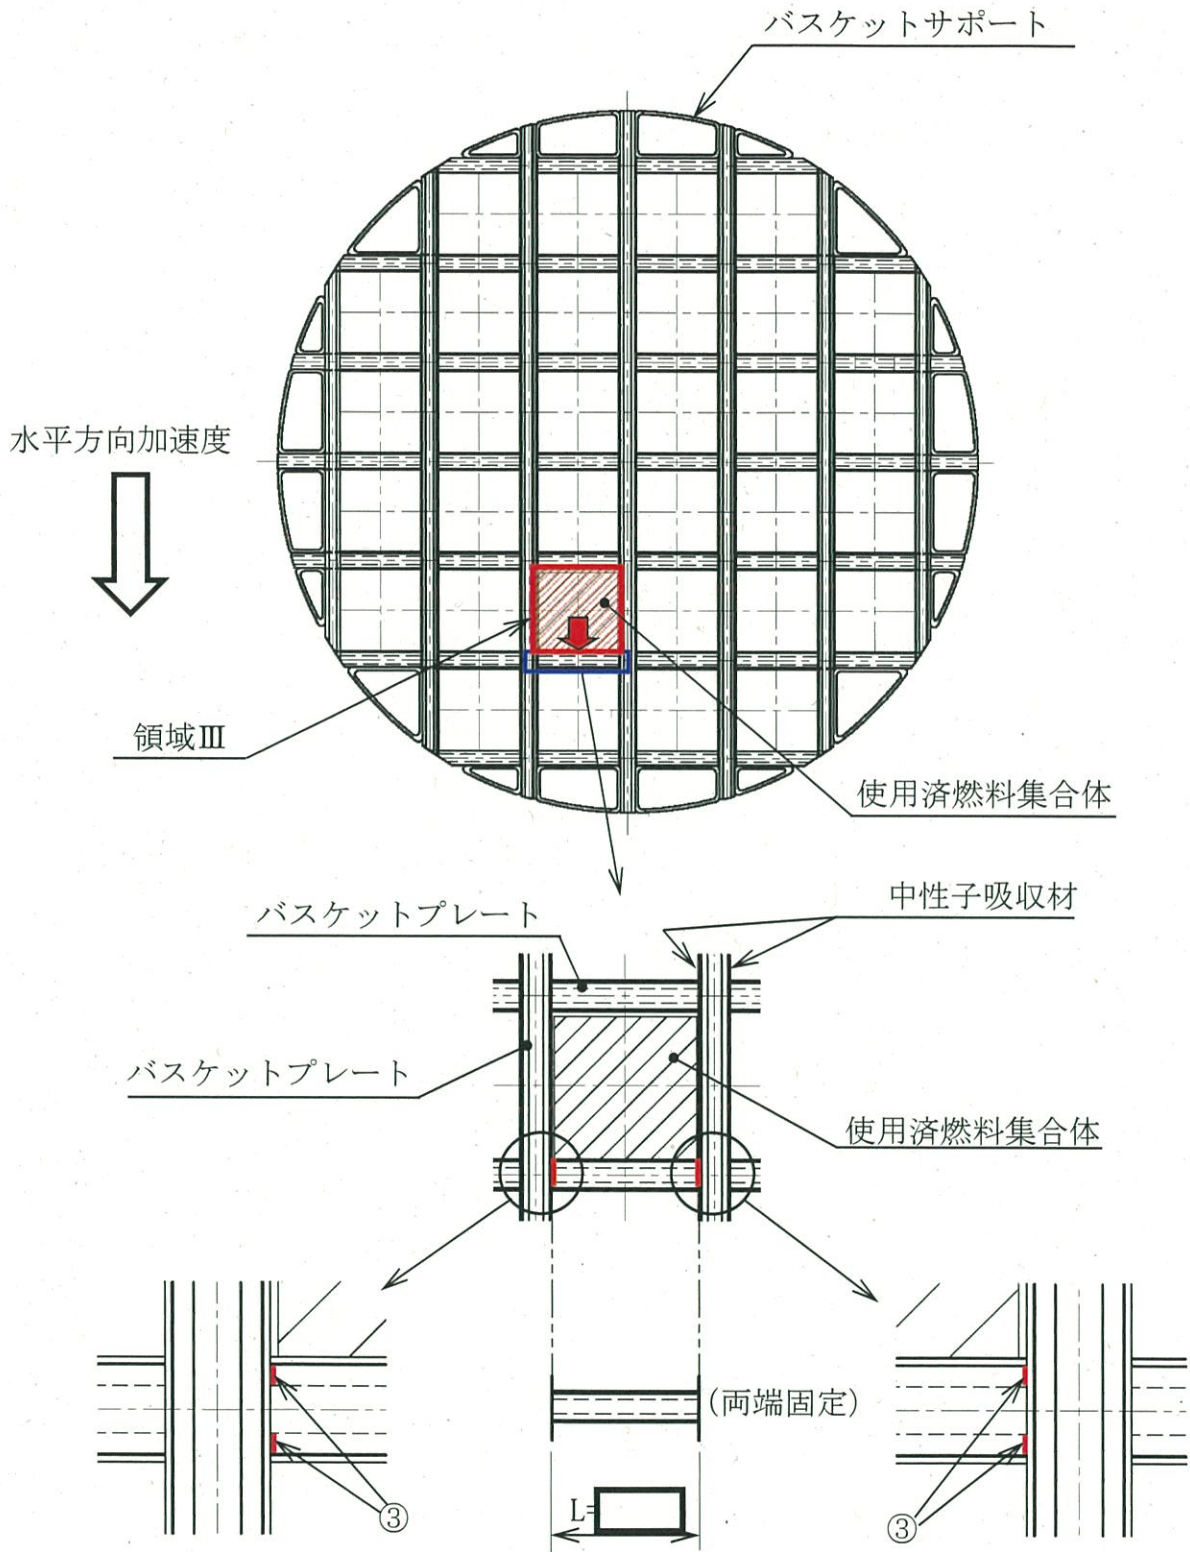 バスケットサポート
水平方向加速度
領域Ⅲ
使用済燃料集合体
中性子吸収材
バスケットプレート
バスケットプレート
使用済燃料集合体
(両端固定)
L=
③
③